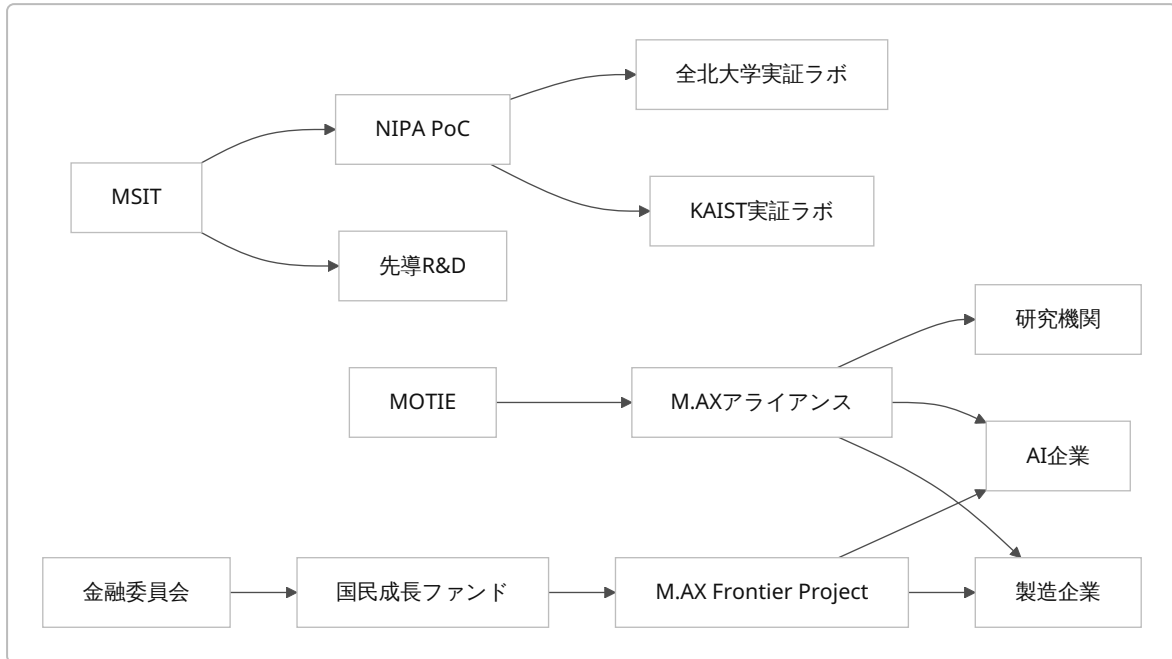 全北大学実証ラボ
NIPA PoC
MSIT
KAIST実証ラボ
先導R&D
研究機関
MOTIE
M.AXアライアンス
AI企業
金融委員会
国民成長ファンド
M.AX Frontier Project
製造企業